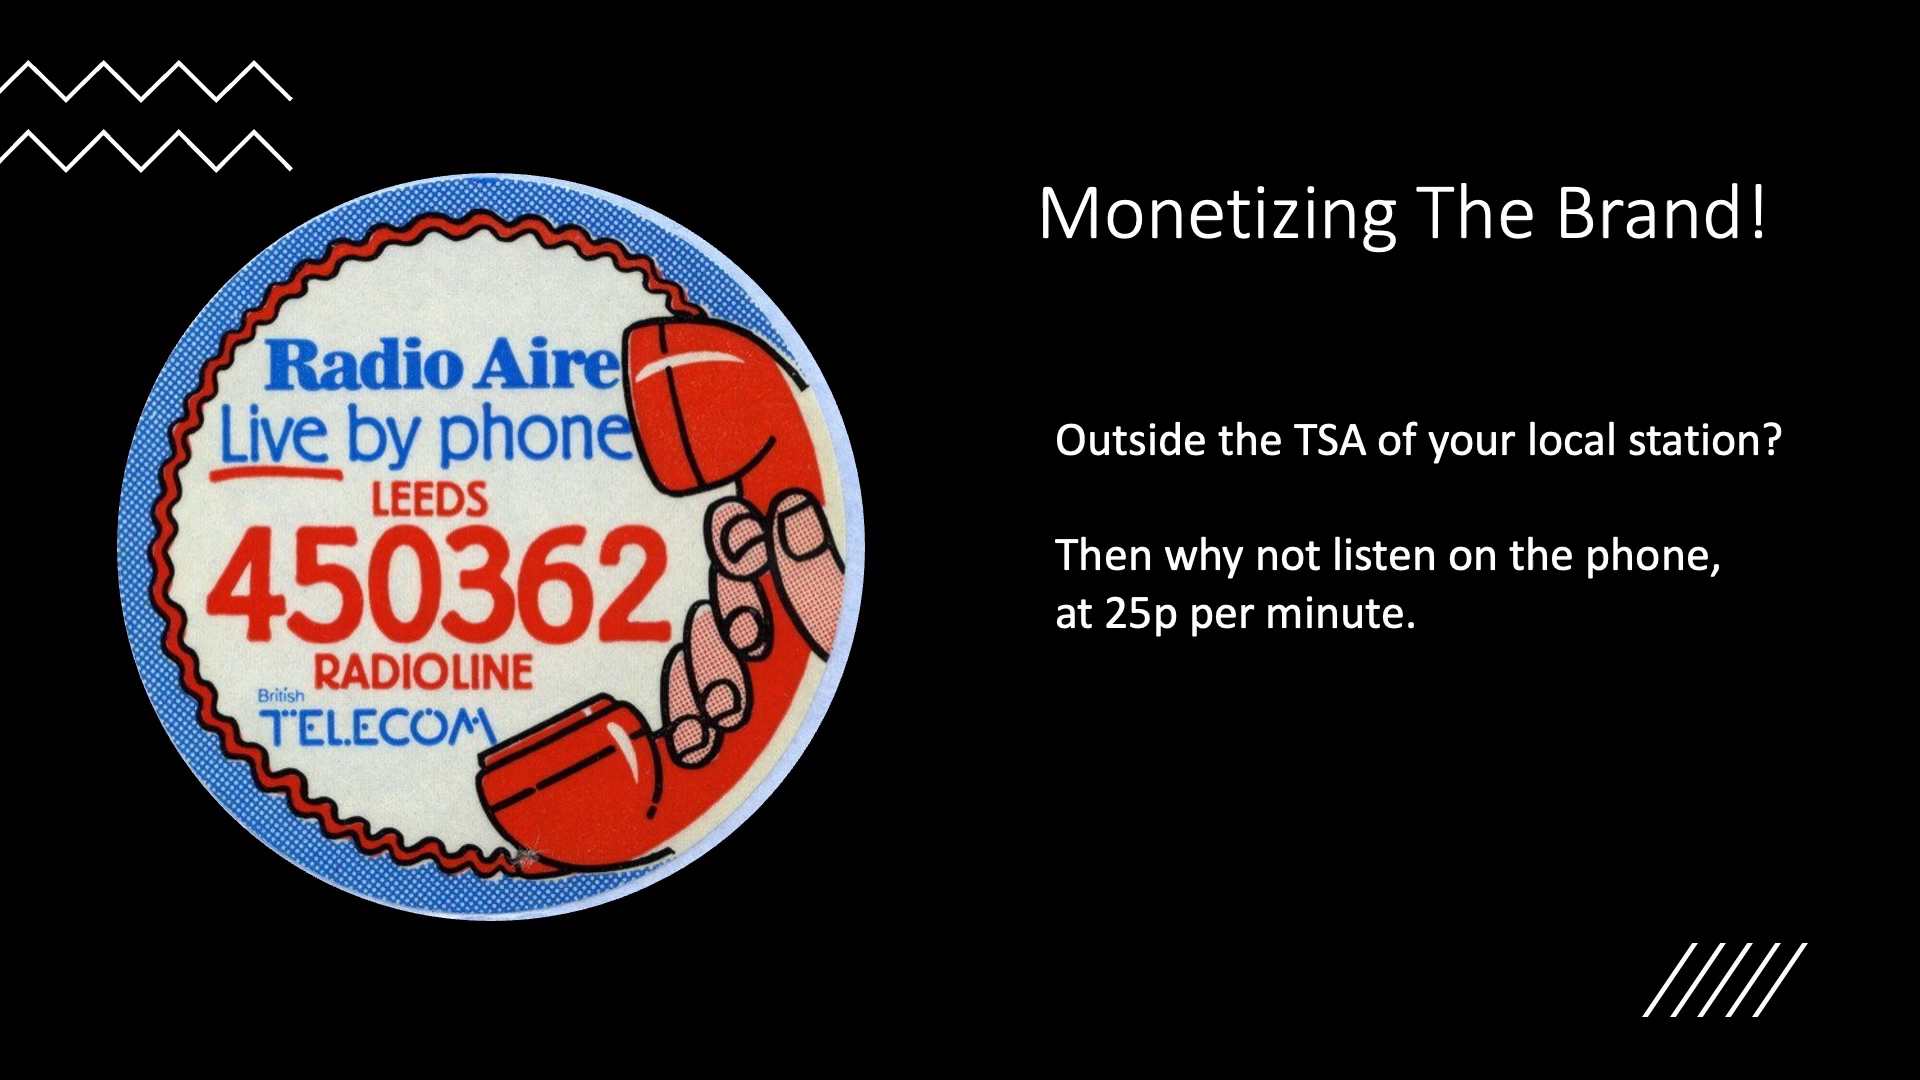 Radio Aire
Live by phone
LEEDS
450362
RADIOLINE
British
TELECOM
Monetizing The Brand!
Outside the TSA of your local station?
Then why not listen on the phone,
at 25p per minute.